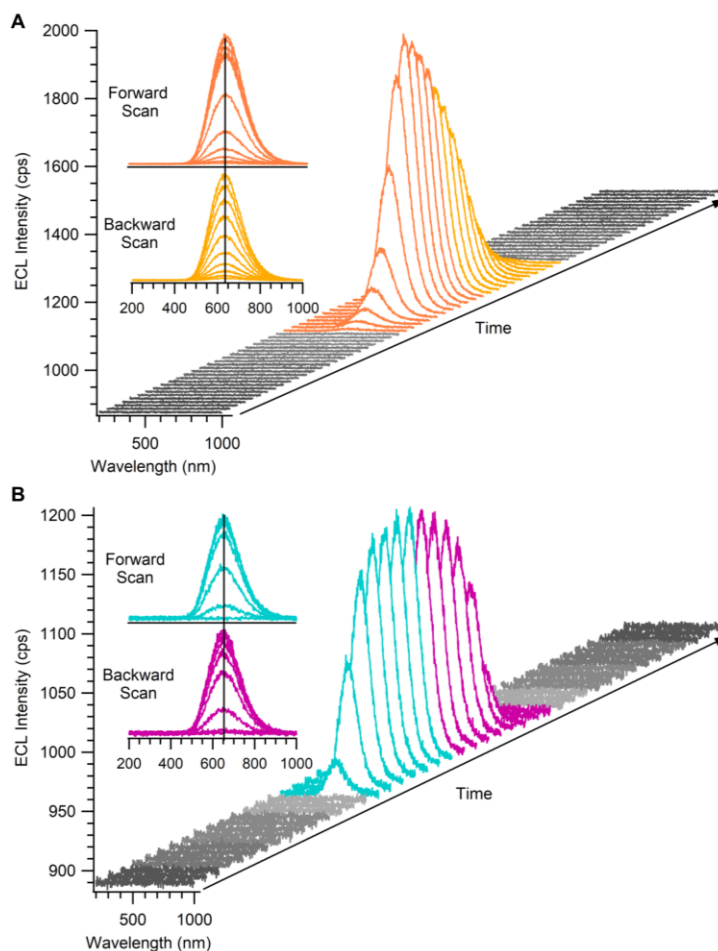 A
2000
1800
1600
1400
1200
1000
ECL Intensity (cps)
Forward
Scan
Backward
Scan
200 400 600 800 1000
Time
500 1000
Wavelength (nm)
B
1200
1150
1100
1050
1000
950
900
ECL Intensity (cps)
Forward
Scan
Backward
Scan
200 400 600 800 1000
Time
500 1000
Wavelength (nm)